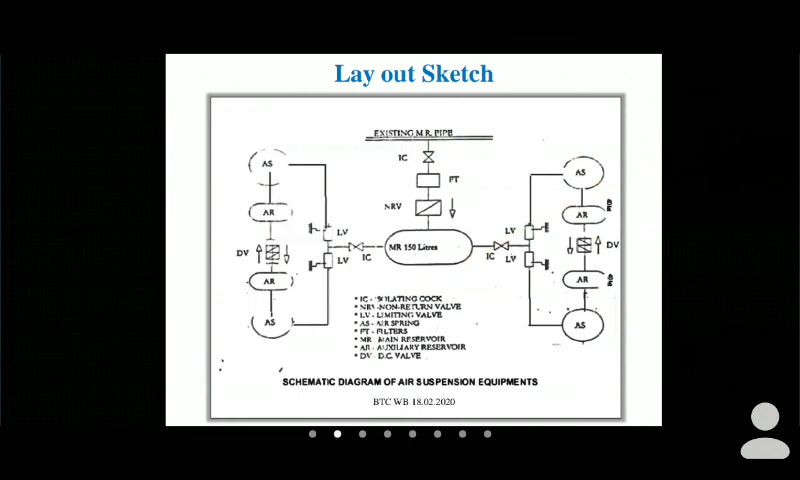 Lay out Sketch
EXISTING M.R. PIPE
IC
FT
NRV
AS
AS
AR
AR
LV
LV
DV
MR 150 Litres
DV
LV
IC
IC
LV
AR
AR
AS
AS
* IC - ISOLATING COCK
* NRV -NON-RETURN VALVE
* LV - LIMITING VALVE
* AS - AIR SPRING
* FT - FILTERS
* MR MAIN RESERVOIR
* AR - AUXILIARY RESERVOIR
* DV - D.C. VALVE
SCHEMATIC DIAGRAM OF AIR SUSPENSION EQUIPMENTS
BTC WB 18.02.2020